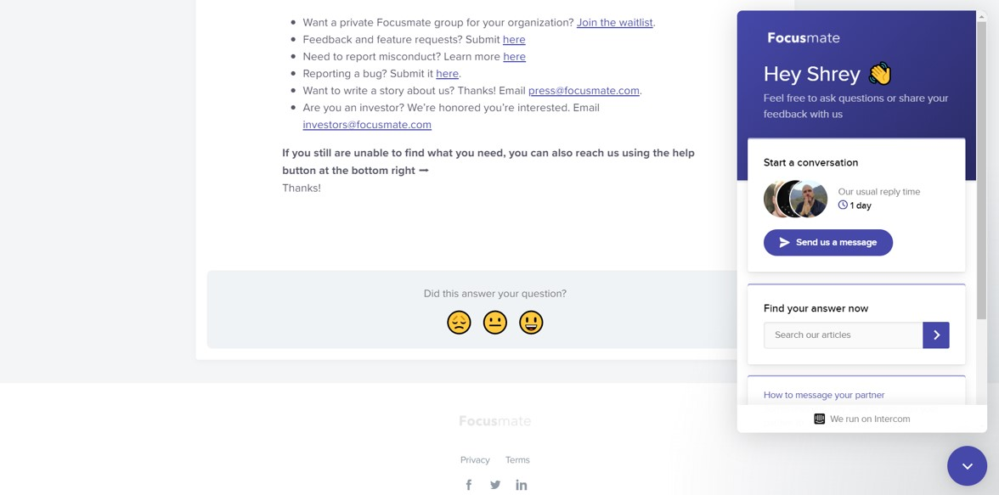 Want a private Focusmate group for your organization? Join the waitlist.
Feedback and feature requests? Submit here
Need to report misconduct? Learn more here
Reporting a bug? Submit it here.
Want to write a story about us? Thanks! Email press@focusmate.com.
Are you an investor? We’re honored you’re interested. Email
investors@focusmate.com
If you still are unable to find what you need, you can also reach us using the help
button at the bottom right ➞
Thanks!
Did this answer your question?
Focusmate
Privacy Terms
Focusmate
Hey Shrey 👋
Feel free to ask questions or share your
feedback with us
Start a conversation
Our usual reply time
1 day
Send us a message
Find your answer now
Search our articles
How to message your partner
We run on Intercom